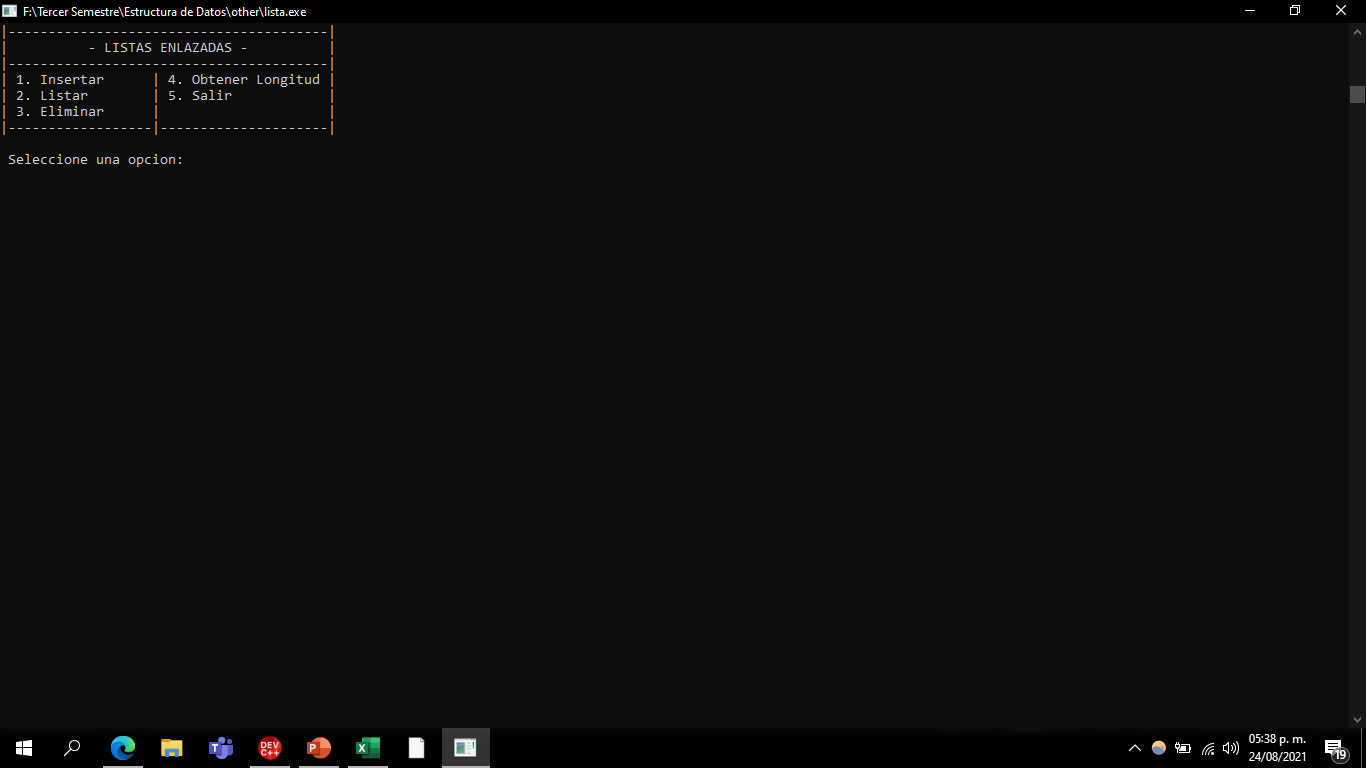 F:\Tercer Semestre\Estructura de Datos\other\lista.exe
|----------------------------------------|
|          - LISTAS ENLAZADAS -          |
|----------------------------------------|
| 1. Insertar      | 4. Obtener Longitud |
| 2. Listar        | 5. Salir            |
| 3. Eliminar      |                     |
|------------------|---------------------|
Seleccione una opcion:
DEV C++
05:38 p. m.
24/08/2021
19